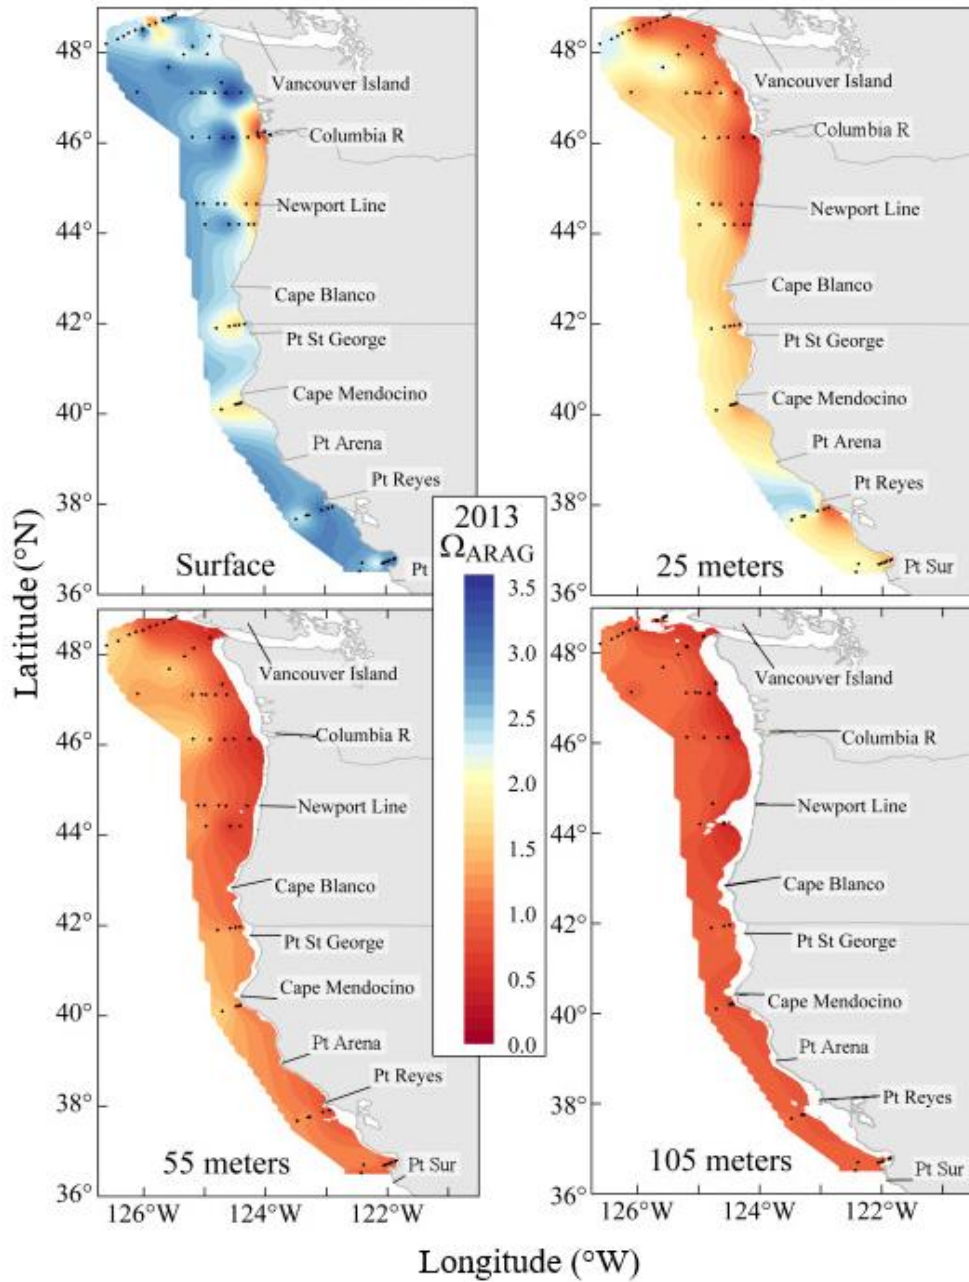 Latitude (°N)
48°
46°
44°
42°
40°
38°
36°
Vancouver Island
Columbia R
Newport Line
Cape Blanco
Pt St George
Cape Mendocino
Pt Arena
Pt Reyes
Pt
Surface
48°
46°
44°
42°
40°
38°
36°
Vancouver Island
Columbia R
Newport Line
Cape Blanco
Pt St George
Cape Mendocino
Pt Arena
Pt Reyes
Pt Sur
25 meters
2013
Ω_ARAG
3.5
3.0
2.5
2.0
1.5
1.0
0.5
0.0
48°
46°
44°
42°
40°
38°
36°
Vancouver Island
Columbia R
Newport Line
Cape Blanco
Pt St George
Cape Mendocino
Pt Arena
Pt Reyes
Pt Sur
55 meters
126°W 124°W 122°W
48°
46°
44°
42°
40°
38°
36°
Vancouver Island
Columbia R
Newport Line
Cape Blanco
Pt St George
Cape Mendocino
Pt Arena
Pt Reyes
Pt Sur
105 meters
126°W 124°W 122°W
Longitude (°W)